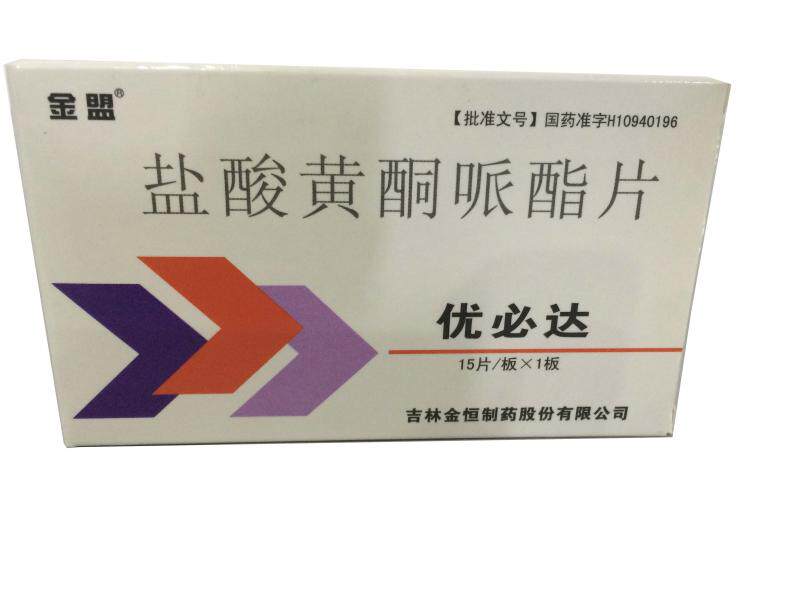 金盟®
【批准文号】国药准字H10940196
盐酸黄酮哌酯片
优必达
15片/板×1板
吉林金恒制药股份有限公司